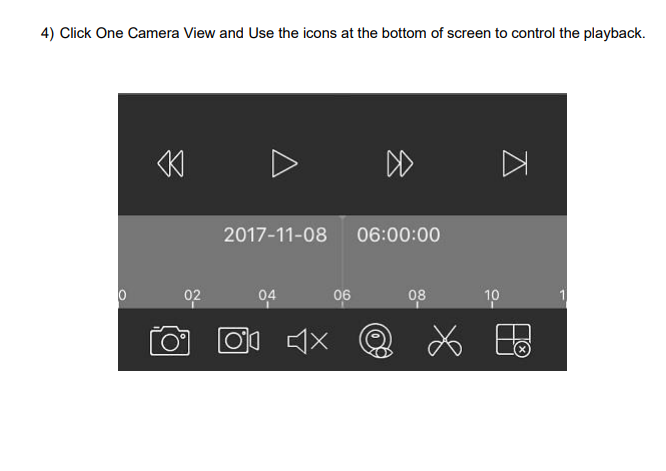 4) Click One Camera View and Use the icons at the bottom of screen to control the playback.
2017-11-08 06:00:00
0 02 04 06 08 10 1